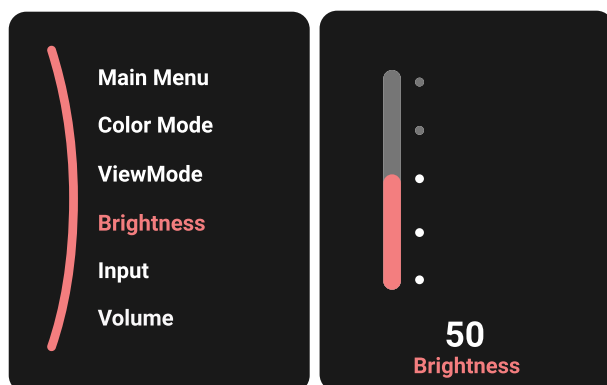 Main Menu
Color Mode
ViewMode
Brightness
Input
Volume
50
Brightness